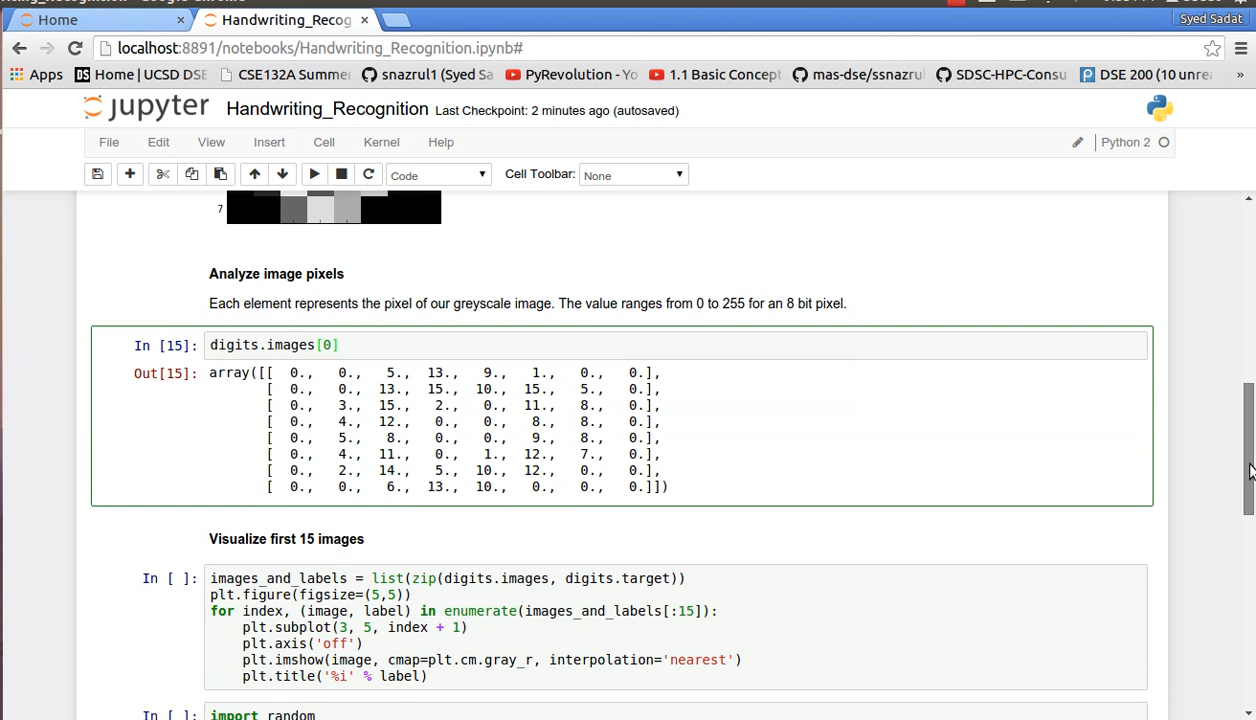 Home
Handwriting_Recog
Syed Sadat
localhost:8891/notebooks/Handwriting_Recognition.ipynb#
Apps
Home | UCSD DSE
CSE132A Summer
snazrul1 (Syed Sa
PyRevolution - Yo
1.1 Basic Concept
mas-dse/ssnazrul
SDSC-HPC-Consu
DSE 200 (10 unre
»
jupyter Handwriting_Recognition Last Checkpoint: 2 minutes ago (autosaved)
File Edit View Insert Cell Kernel Help
Python 2
Code
Cell Toolbar: None
7
Analyze image pixels
Each element represents the pixel of our greyscale image. The value ranges from 0 to 255 for an 8 bit pixel.
In [15]: digits.images[0]
Out[15]: array([[ 0., 0., 5., 13., 9., 1., 0., 0.],
[ 0., 0., 13., 15., 10., 15., 5., 0.],
[ 0., 3., 15., 2., 0., 11., 8., 0.],
[ 0., 4., 12., 0., 0., 8., 8., 0.],
[ 0., 5., 8., 0., 0., 9., 8., 0.],
[ 0., 4., 11., 0., 1., 12., 7., 0.],
[ 0., 2., 14., 5., 10., 12., 0., 0.],
[ 0., 0., 6., 13., 10., 0., 0., 0.]])
Visualize first 15 images
In [ ]: images_and_labels = list(zip(digits.images, digits.target))
plt.figure(figsize=(5,5))
for index, (image, label) in enumerate(images_and_labels[:15]):
plt.subplot(3, 5, index + 1)
plt.axis('off')
plt.imshow(image, cmap=plt.cm.gray_r, interpolation='nearest')
plt.title('%i' % label)
In [ ]: import random